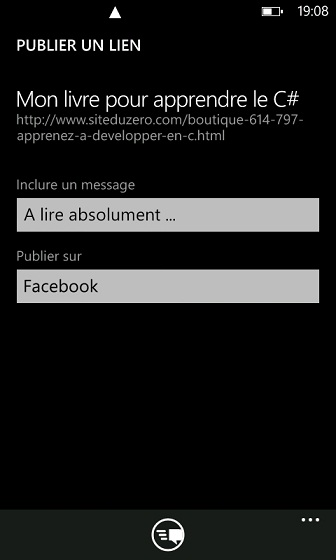 19:08
PUBLIER UN LIEN
Mon livre pour apprendre le C#
http://www.siteduzero.com/boutique-614-797-
apprenez-a-developper-en-c.html
Inclure un message
A lire absolument ...
Publier sur
Facebook